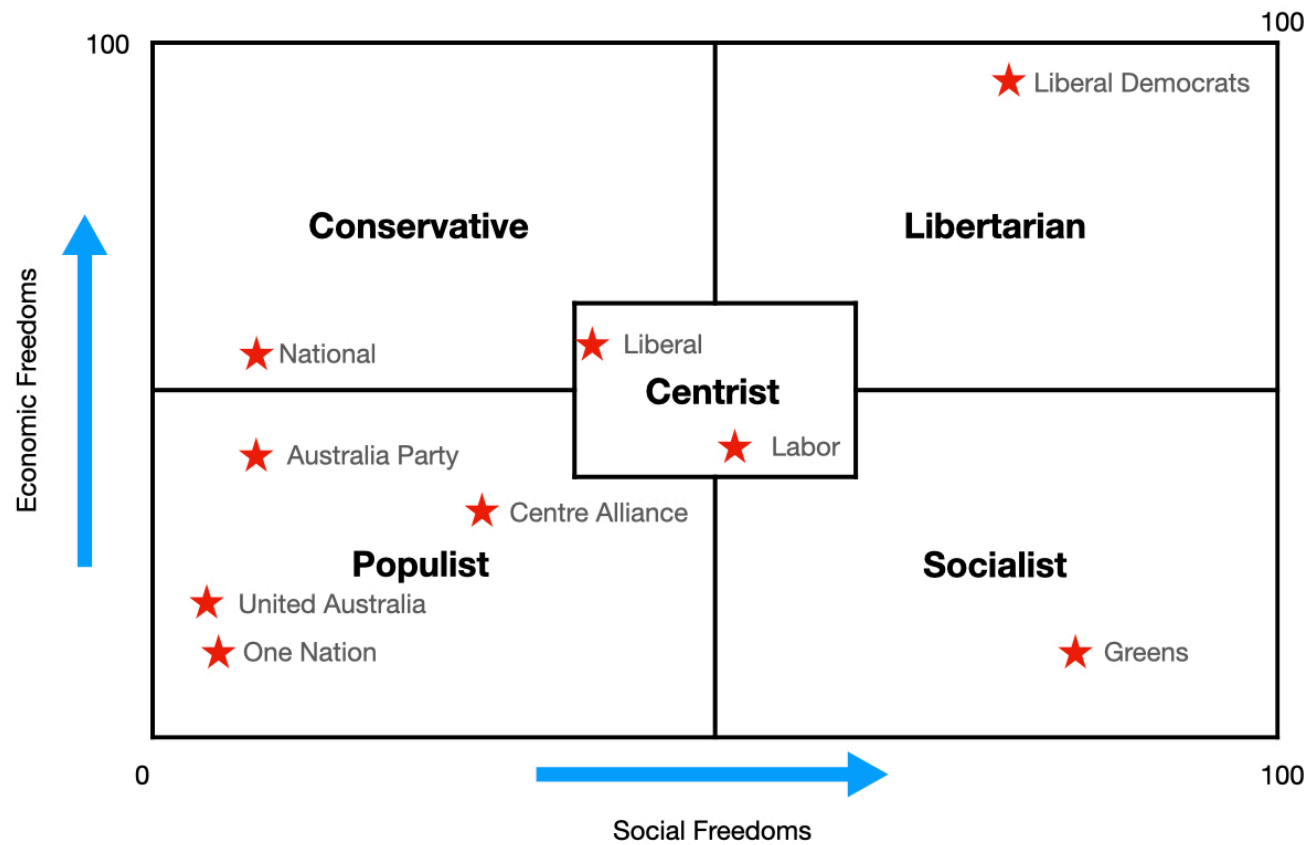 100
100
Liberal Democrats
Conservative
Libertarian
Economic Freedoms
National
Liberal
Centrist
Labor
Australia Party
Centre Alliance
Populist
Socialist
United Australia
One Nation
Greens
0
100
Social Freedoms